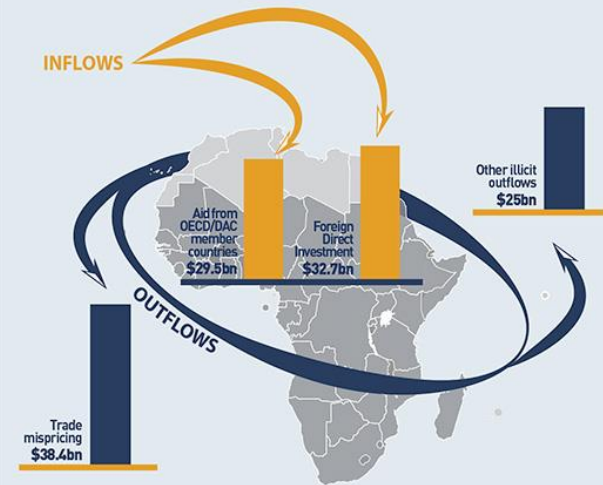 INFLOWS
Aid from
OECD/DAC
member
countries
$29.5bn
Foreign
Direct
Investment
$32.7bn
Other illicit
outflows
$25bn
OUTFLOWS
Trade
mispricing
$38.4bn